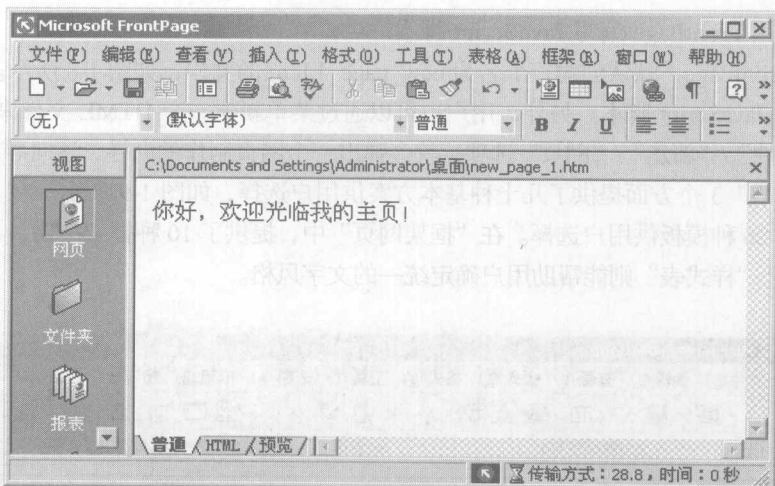 Microsoft FrontPage
文件(F) 编辑(E) 查看(V) 插入(I) 格式(O) 工具(T) 表格(A) 框架(R) 窗口(W) 帮助(H)
(无) (默认字体) 普通 B I U
视图 C:\Documents and Settings\Administrator\桌面\new_page_1.htm
你好，欢迎光临我的主页!
网页
文件夹
报表
普通 HTML 预览
传输方式：28.8，时间：0秒